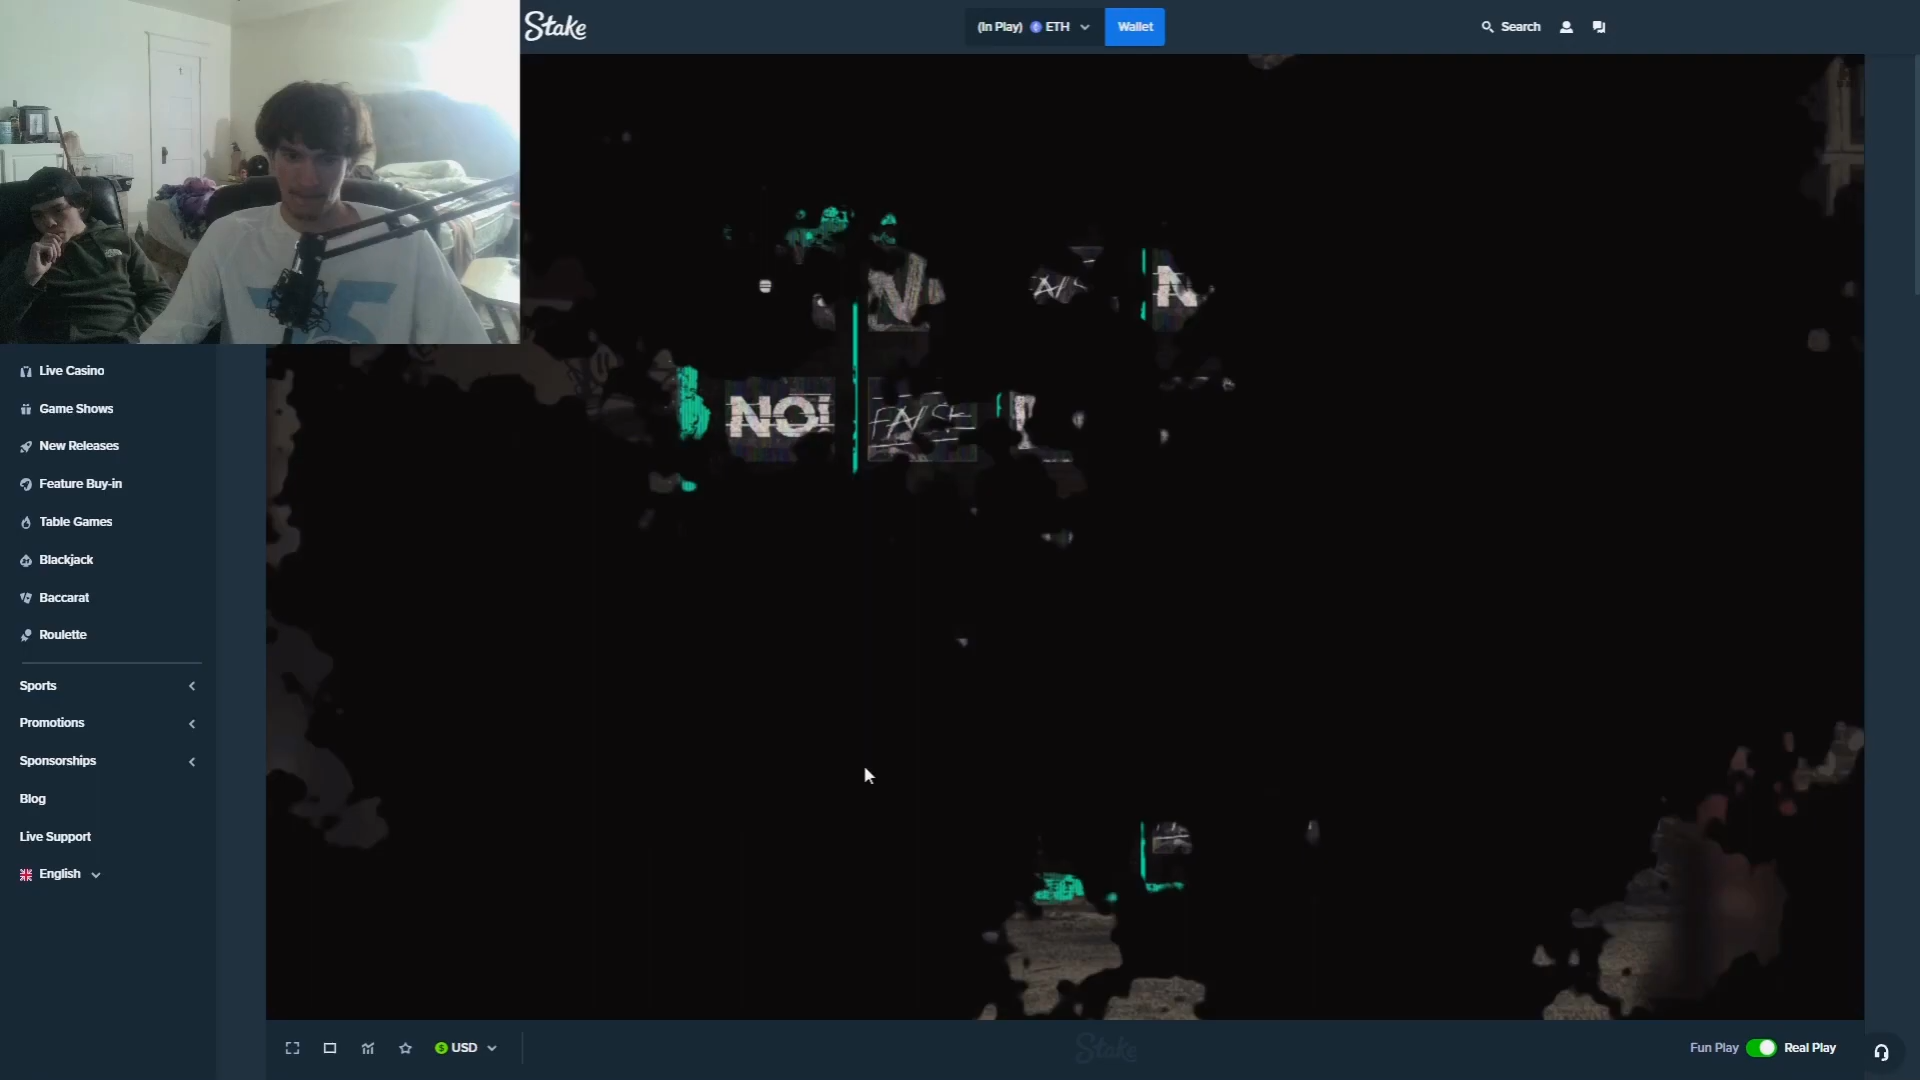 Stake
(In Play) ETH
Wallet
Search
Live Casino
Game Shows
New Releases
Feature Buy-in
Table Games
Blackjack
Baccarat
Roulette
Sports
Promotions
Sponsorships
Blog
Live Support
English
USD
Stake
Fun Play
Real Play